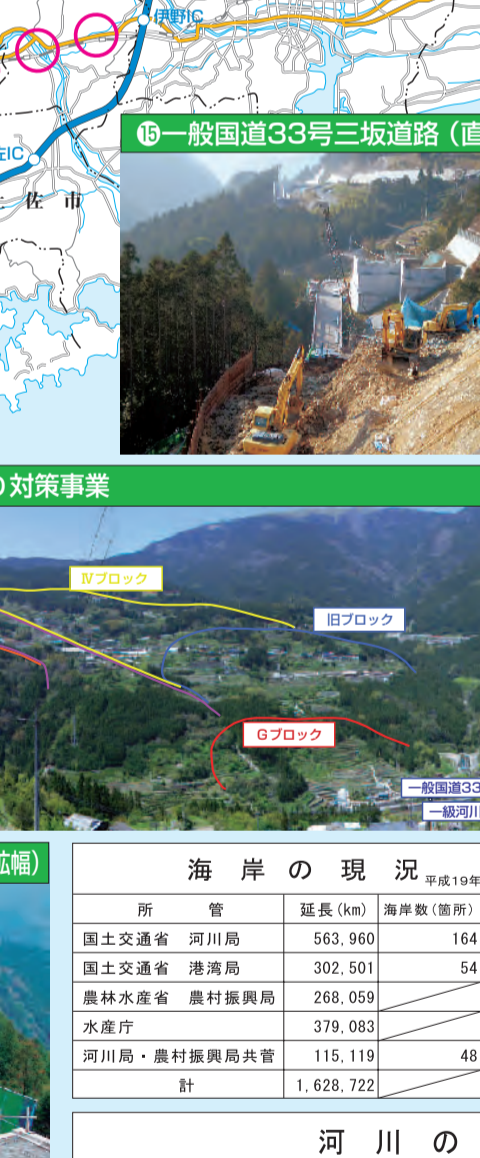 伊野IC
佐IC
土佐市
⑮一般国道33号三坂道路（直
の対策事業
Ⅳブロック
旧ブロック
Gブロック
一般国道33
一級河川
拡幅）
海岸の現況 平成19年
所管 延長(km) 海岸数(箇所)
国土交通省 河川局 563,960 164
国土交通省 港湾局 302,501 54
農林水産省 農村振興局 268,059
水産庁 379,083
河川局・農村振興局共菅 115,119 48
計 1,628,722
河川の